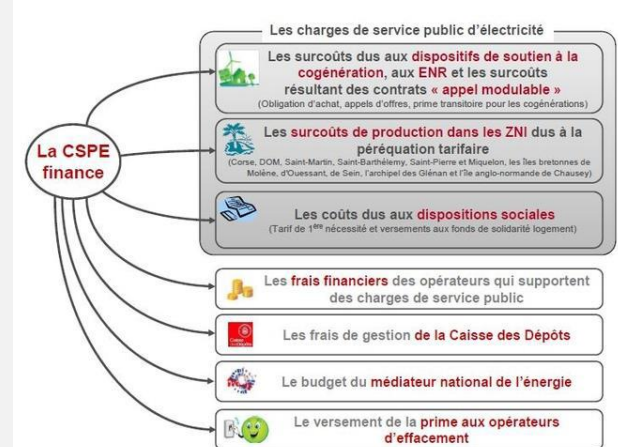 Les charges de service public d'électricité
Les surcoûts dus aux dispositifs de soutien à la
cogénération, aux ENR et les surcoûts
résultant des contrats « appel modulable »
(Obligation d'achat, appels d'offres, prime transitoire pour les cogénérations)
Les surcoûts de production dans les ZNI dus à la
péréquation tarifaire
(Corse, DOM, Saint-Martin, Saint-Barthélemy, Saint-Pierre et Miquelon, les îles bretonnes de
Molène, d'Ouessant, de Sein, l'archipel des Glénan et l'île anglo-normande de Chausey)
La CSPE
finance
Les coûts dus aux dispositions sociales
(Tarif de 1ère nécessité et versements aux fonds de solidarité logement)
Les frais financiers des opérateurs qui supportent
des charges de service public
Les frais de gestion de la Caisse des Dépôts
Le budget du médiateur national de l'énergie
Le versement de la prime aux opérateurs
d'effacement